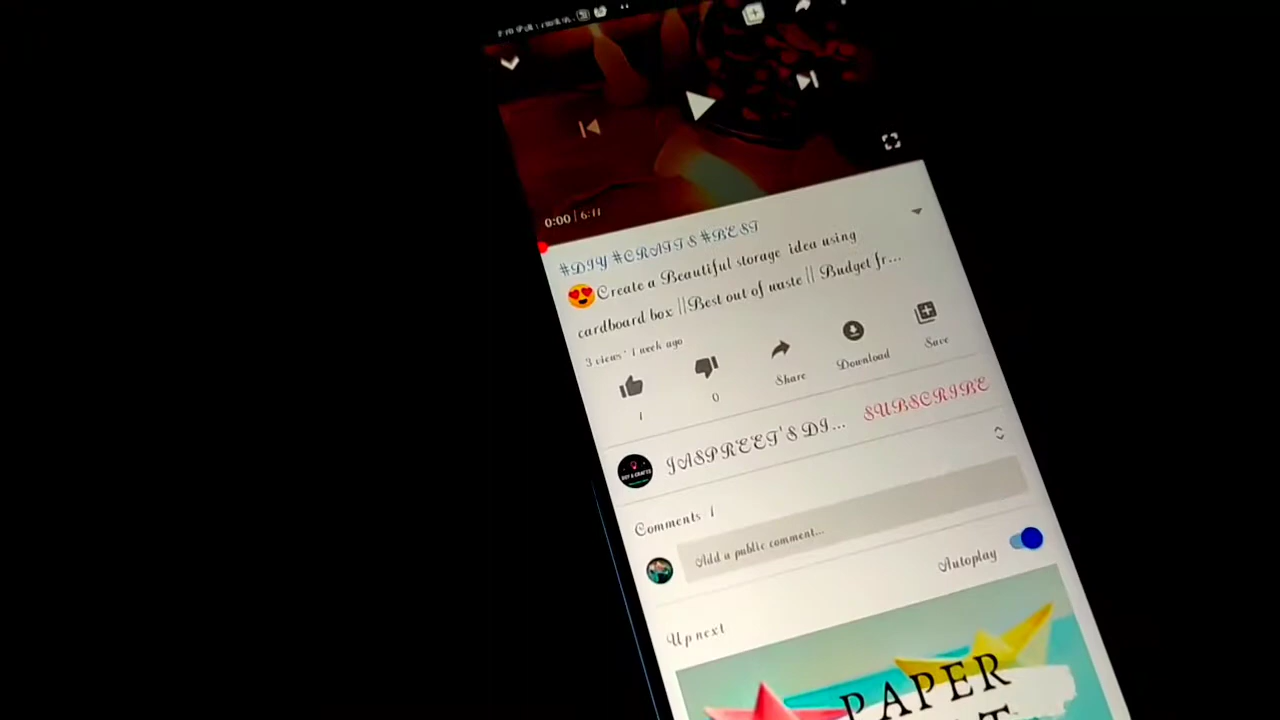 0:00 | 6:11
#DIY #CRAFTS #BEST
😍Create a Beautiful storage idea using
cardboard box ||Best out of waste || Budget fr...
3 views · 1 week ago
1
0
Share
Download
Save
JASPREET'S DI...
SUBSCRIBE
Comments 1
Add a public comment...
Autoplay
Up next
PAPER